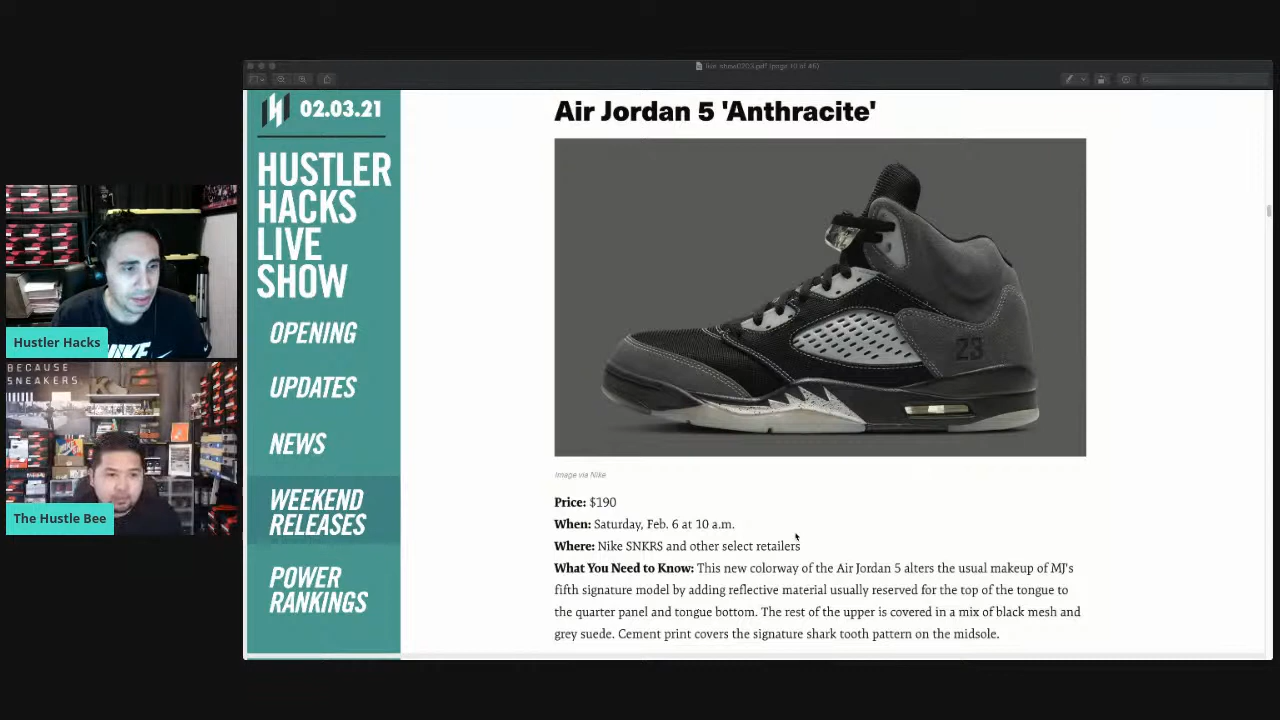 02.03.21
HUSTLER
HACKS
LIVE
SHOW
OPENING
UPDATES
NEWS
WEEKEND
RELEASES
POWER
RANKINGS
Hustler Hacks
BECAUSE
SNEAKERS
The Hustle Bee
Air Jordan 5 'Anthracite'
23
Image via Nike
Price: $190
When: Saturday, Feb. 6 at 10 a.m.
Where: Nike SNKRS and other select retailers
What You Need to Know: This new colorway of the Air Jordan 5 alters the usual makeup of MJ's
fifth signature model by adding reflective material usually reserved for the top of the tongue to
the quarter panel and tongue bottom. The rest of the upper is covered in a mix of black mesh and
grey suede. Cement print covers the signature shark tooth pattern on the midsole.